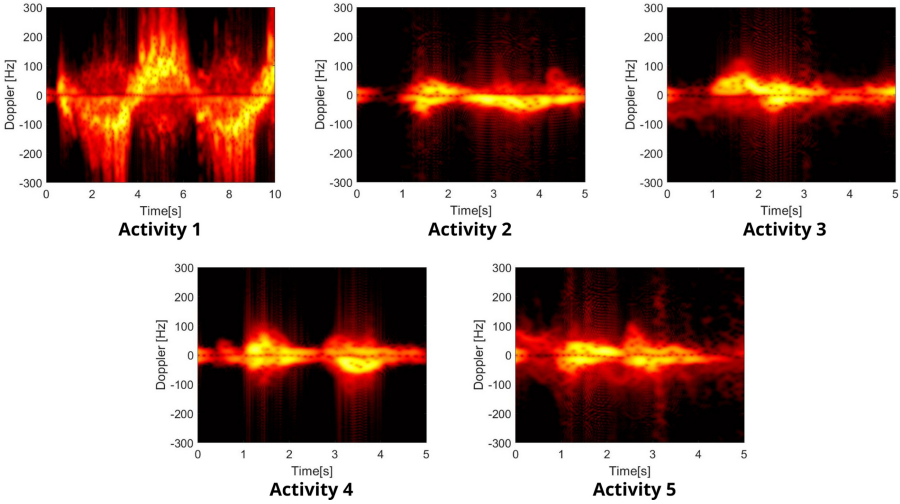 300 300 300
200 200 200
100 100 100
0 0 0
-100 -100 -100
-200 -200 -200
-300 -300 -300
Doppler [Hz] Doppler [Hz] Doppler [Hz]
0 2 4 6 8 10 0 1 2 3 4 5 0 1 2 3 4 5
Time[s] Time[s] Time[s]
Activity 1 Activity 2 Activity 3
300 300
200 200
100 100
0 0
-100 -100
-200 -200
-300 -300
Doppler [Hz] Doppler [Hz]
0 1 2 3 4 5 0 1 2 3 4 5
Time[s] Time[s]
Activity 4 Activity 5